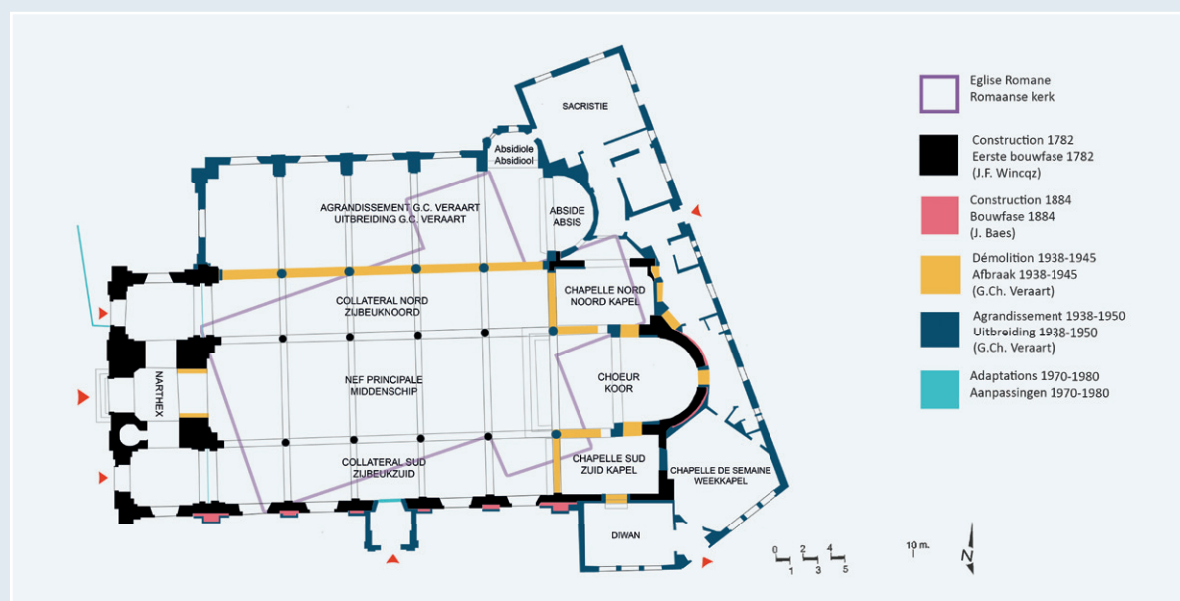 SACRISTIE
Absidiole
Absidiool
AGRANDISSEMENT G.C. VERAART
UITBREIDING G.C. VERAART
ABSIDE
ABSIS
COLLATERAL NORD
ZIJBEUKNOORD
CHAPELLE NORD
NOORD KAPEL
NARTHEX
NEF PRINCIPALE
MIDDENSCHIP
CHOEUR
KOOR
COLLATERAL SUD
ZIJBEUKZUID
CHAPELLE SUD
ZUID KAPEL
CHAPELLE DE SEMAINE
WEEKKAPEL
DIWAN
Eglise Romane
Romaanse kerk
Construction 1782
Eerste bouwfase 1782
(J.F. Wincqz)
Construction 1884
Bouwfase 1884
(J. Baes)
Démolition 1938-1945
Afbraak 1938-1945
(G.Ch. Veraart)
Agrandissement 1938-1950
Uitbreiding 1938-1950
(G.Ch. Veraart)
Adaptations 1970-1980
Aanpassingen 1970-1980
0 2 4 10 m.
1 3 5
N